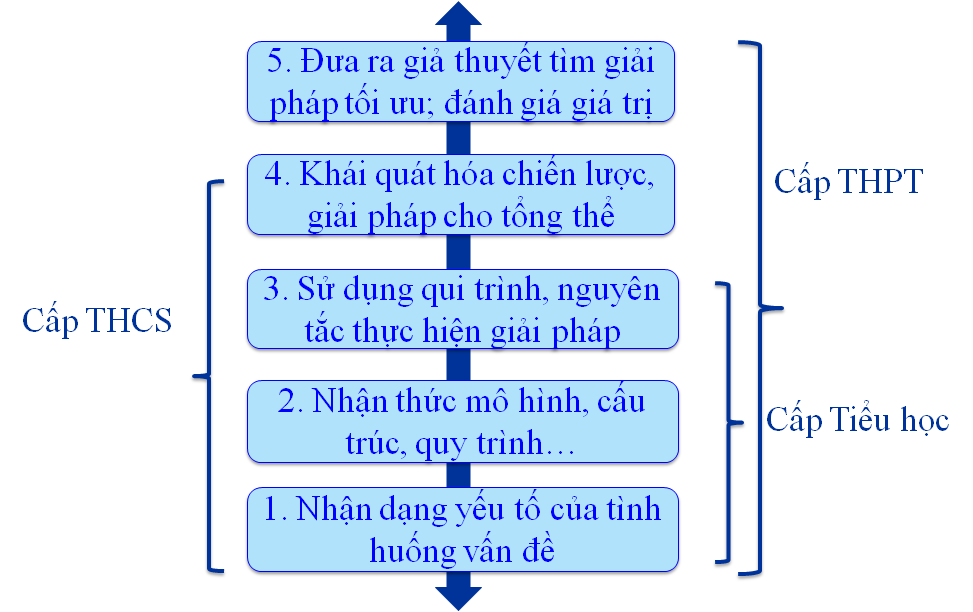 5. Đưa ra giả thuyết tìm giải
pháp tối ưu; đánh giá giá trị
4. Khái quát hóa chiến lược,
giải pháp cho tổng thể
Cấp THPT
3. Sử dụng qui trình, nguyên
tắc thực hiện giải pháp
Cấp THCS
2. Nhận thức mô hình, cấu
trúc, quy trình…
Cấp Tiểu học
1. Nhận dạng yếu tố của tình
huống vấn đề